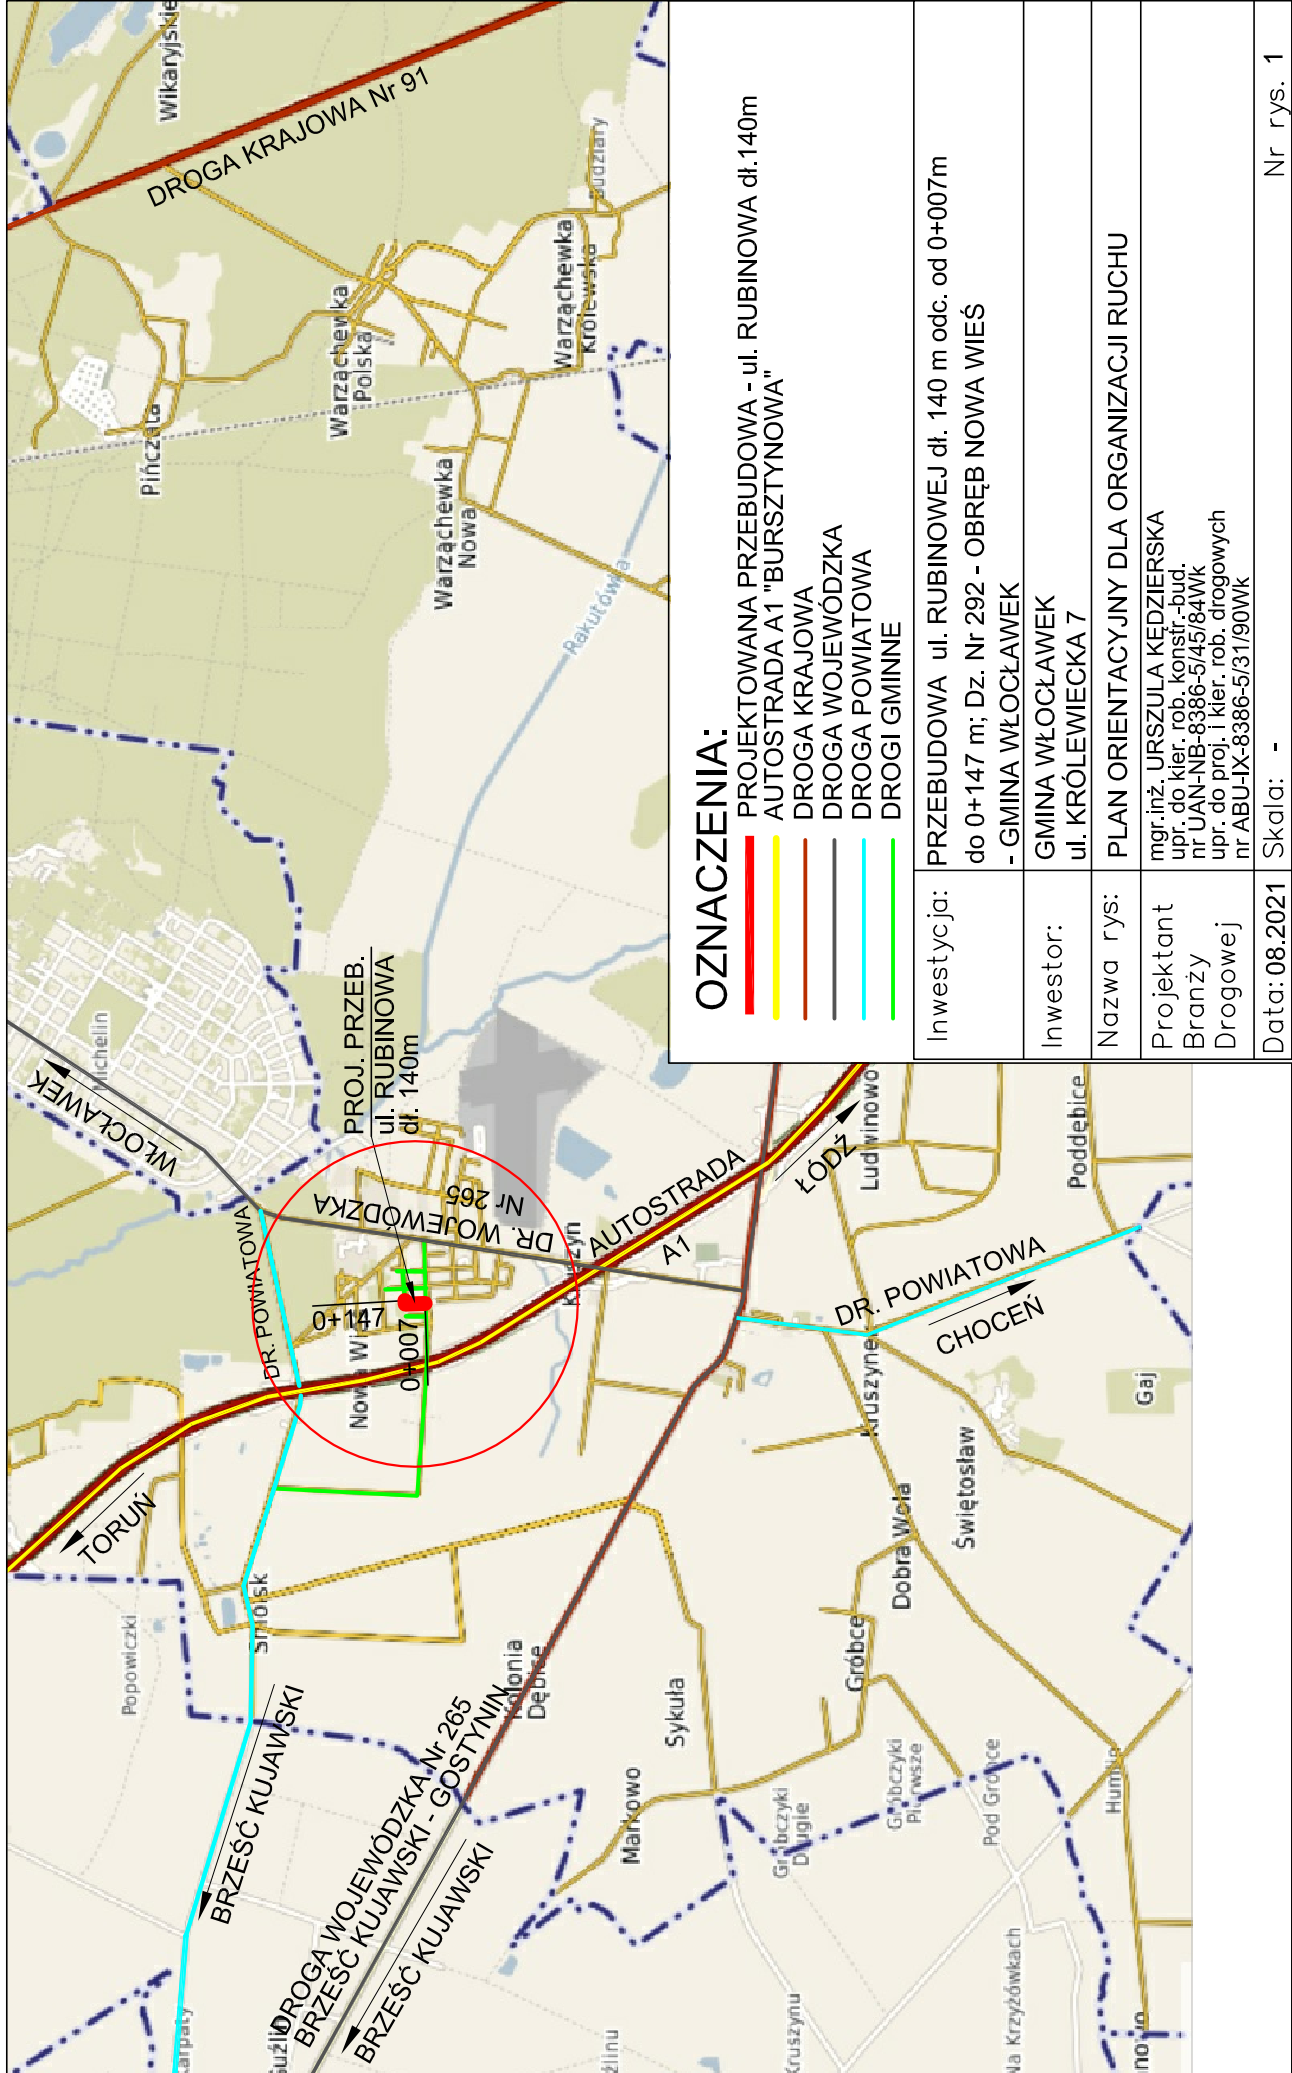 Wikaryjskie
DROGA KRAJOWA Nr 91
Pińczata
Warząchewka
Polska
Warząchewka
Królewska
Warząchewka
Nowa
Rakutówka
Michelin
WŁOCŁAWEK
PROJ. PRZEB.
ul. RUBINOWA
dł. 140m
DR. POWIATOWA
DR. WOJEWÓDZKA
Nr 265
0+147
0+007
AUTOSTRADA
A1
ŁÓDŹ
Ludwinowo
Poddębice
DR. POWIATOWA
CHOCEŃ
Kruszynek
Gaj
Świętosław
Dobra Wola
Gróbce
TORUŃ
Smólsk
Popowiczki
Kolonia
Dębice
Sykuła
Markowo
Gróbczyki
Drugie
Gróbczyki
Pierwsze
Pod Gróbce
Humlin
BRZEŚĆ KUJAWSKI
DROGA WOJEWÓDZKA Nr 265
BRZEŚĆ KUJAWSKI - GOSTYNIN
BRZEŚĆ KUJAWSKI
Na Krzyżówkach
OZNACZENIA:
PROJEKTOWANA PRZEBUDOWA - ul. RUBINOWA dł.140m
AUTOSTRADA A1 "BURSZTYNOWA"
DROGA KRAJOWA
DROGA WOJEWÓDZKA
DROGA POWIATOWA
DROGI GMINNE
Inwestycja: PRZEBUDOWA ul. RUBINOWEJ dł. 140 m odc. od 0+007m
do 0+147 m; Dz. Nr 292 - OBRĘB NOWA WIEŚ
- GMINA WŁOCŁAWEK
Inwestor: GMINA WŁOCŁAWEK
ul. KRÓLEWIECKA 7
Nazwa rys: PLAN ORIENTACYJNY DLA ORGANIZACJI RUCHU
Projektant
Branży
Drogowej
mgr.inż. URSZULA KĘDZIERSKA
upr. do kier. rob. konstr.-bud.
nr UAN-NB-8386-5/45/84Wk
upr. do proj. i kier. rob. drogowych
nr ABU-IX-8386-5/31/90Wk
Data: 08.2021 Skala: - Nr rys. 1